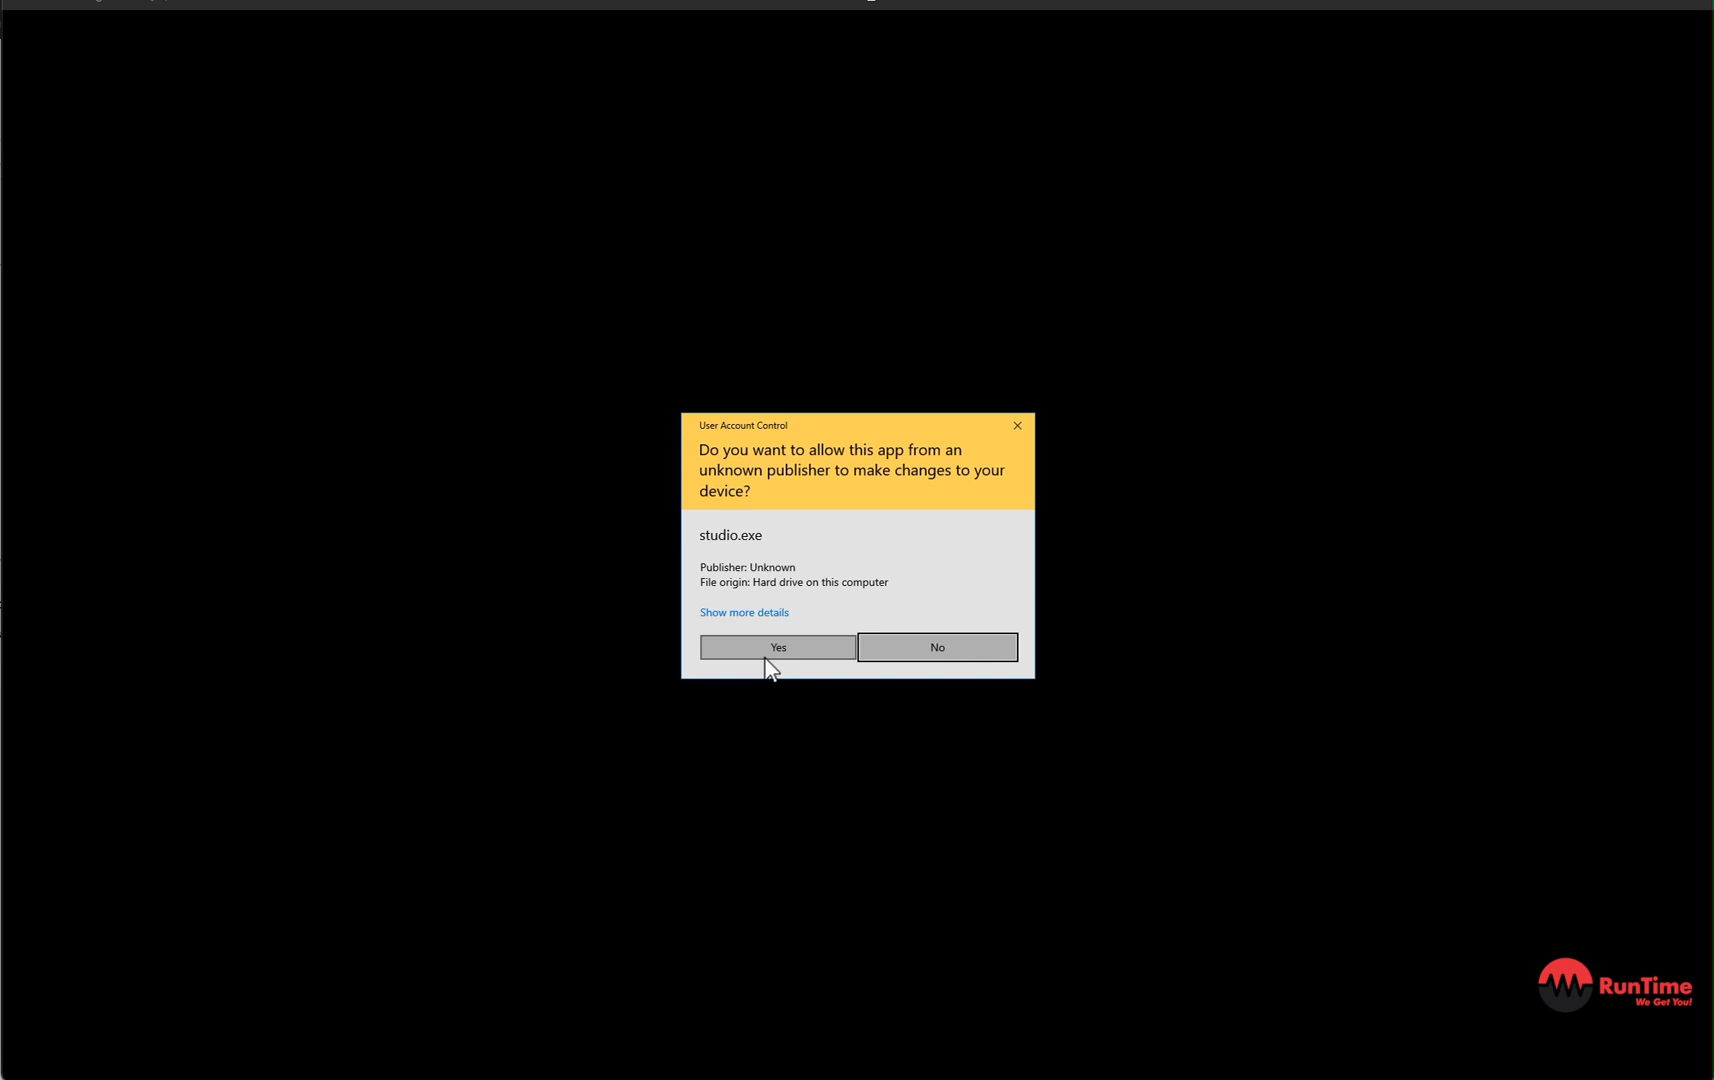 User Account Control
Do you want to allow this app from an
unknown publisher to make changes to your
device?
studio.exe
Publisher: Unknown
File origin: Hard drive on this computer
Show more details
Yes
No
RunTime
We Get You!